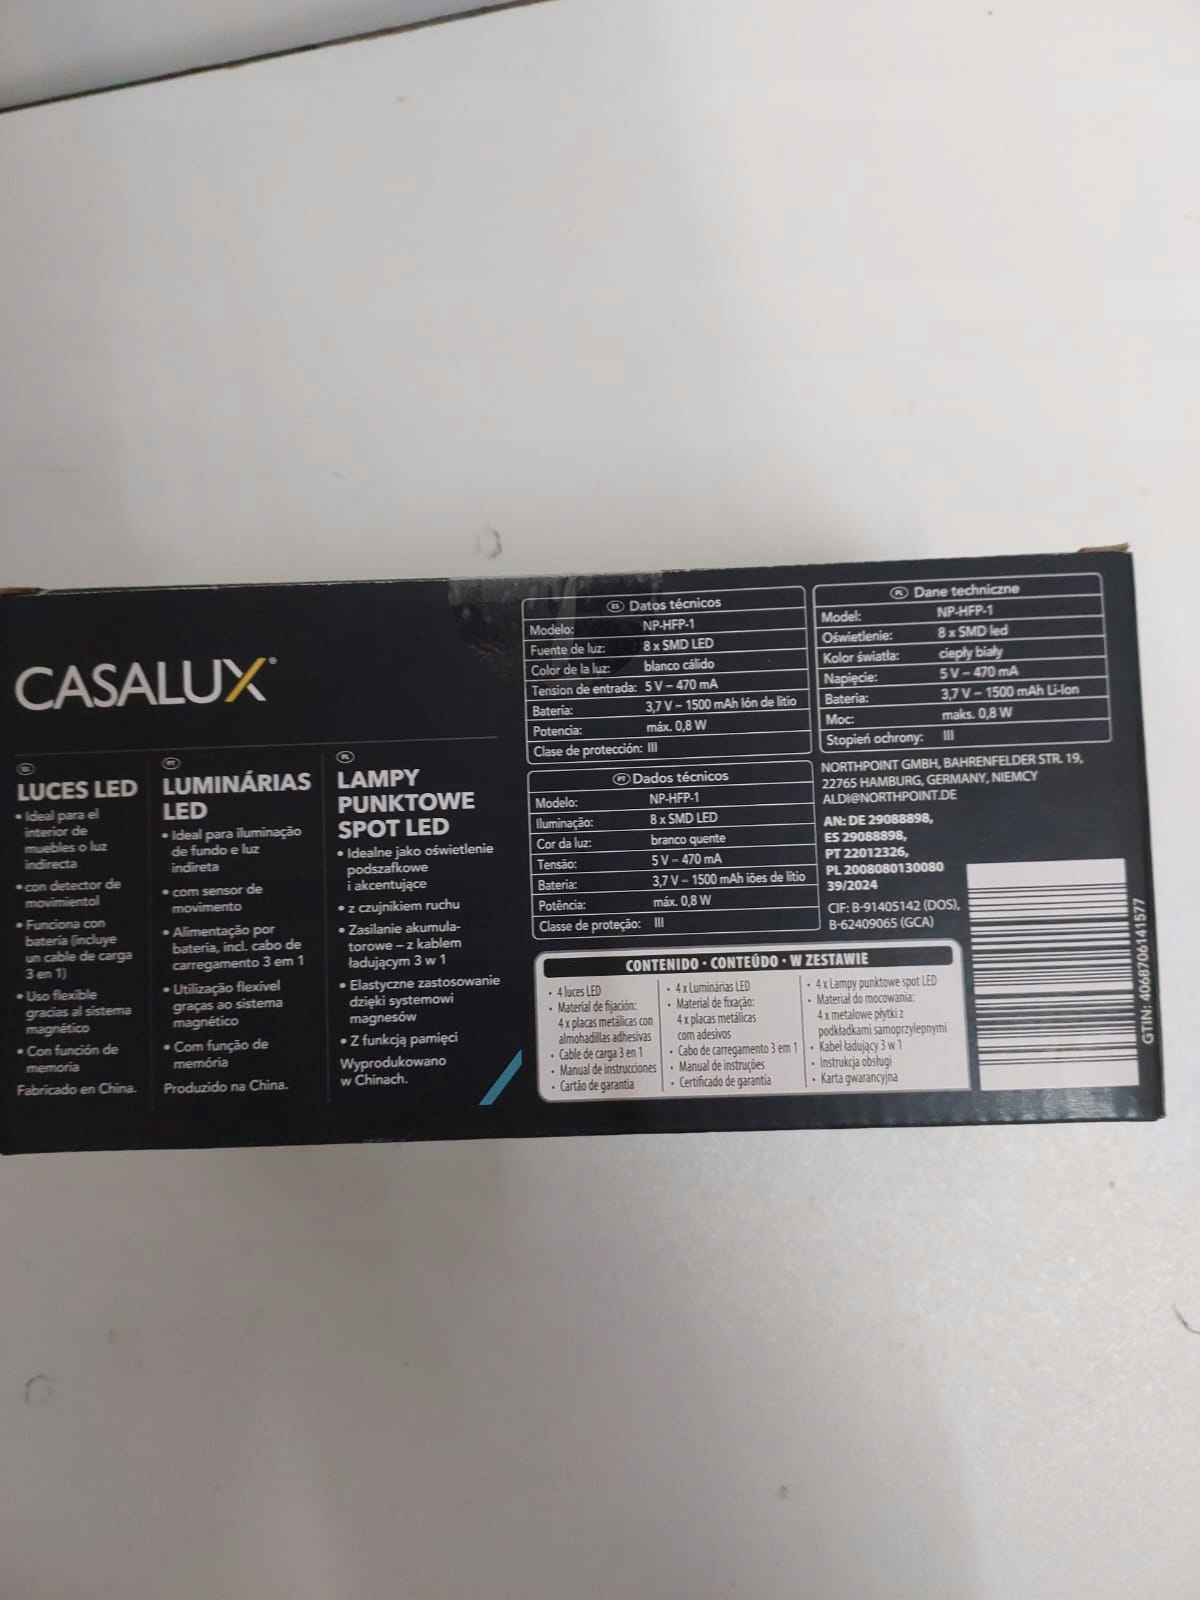 CASALUX®
ES
LUCES LED
• Ideal para el
interior de
muebles o luz
indirecta
• con detector de
movimientol
• Funciona con
batería (incluye
un cable de carga
3 en 1)
• Uso flexible
gracias al sistema
magnético
• Con función de
memoria
Fabricado en China.
PT
LUMINÁRIAS
LED
• Ideal para iluminação
de fundo e luz
indireta
• com sensor de
movimento
• Alimentação por
bateria, incl. cabo de
carregamento 3 em 1
• Utilização flexível
graças ao sistema
magnético
• Com função de
memória
Produzido na China.
PL
LAMPY
PUNKTOWE
SPOT LED
• Idealne jako oświetlenie
podszafkowe
i akcentujące
• z czujnikiem ruchu
• Zasilanie akumula-
torowe – z kablem
ładującym 3 w 1
• Elastyczne zastosowanie
dzięki systemowi
magnesów
• Z funkcją pamięci
Wyprodukowano
w Chinach.
ES Datos técnicos
Modelo: NP-HFP-1
Fuente de luz: 8 x SMD LED
Color de la luz: blanco cálido
Tension de entrada: 5 V – 470 mA
Batería: 3,7 V – 1500 mAh Ión de litio
Potencia: máx. 0,8 W
Clase de protección: III
PT Dados técnicos
Modelo: NP-HFP-1
Iluminação: 8 x SMD LED
Cor da luz: branco quente
Tensão: 5 V – 470 mA
Bateria: 3,7 V – 1500 mAh iões de lítio
Potência: máx. 0,8 W
Classe de proteção: III
PL Dane techniczne
Model: NP-HFP-1
Oświetlenie: 8 x SMD led
Kolor światła: ciepły biały
Napięcie: 5 V – 470 mA
Bateria: 3,7 V – 1500 mAh Li-Ion
Moc: maks. 0,8 W
Stopień ochrony: III
NORTHPOINT GMBH, BAHRENFELDER STR. 19,
22765 HAMBURG, GERMANY, NIEMCY
ALDI@NORTHPOINT.DE
AN: DE 29088898,
ES 29088898,
PT 22012326,
PL 2008080130080
39/2024
CIF: B-91405142 (DOS),
B-62409065 (GCA)
CONTENIDO · CONTEÚDO · W ZESTAWIE
· 4 luces LED
· Material de fijación:
4 x placas metálicas con
almohadillas adhesivas
· Cable de carga 3 en 1
· Manual de instrucciones
· Cartão de garantia
· 4 x Luminárias LED
· Material de fixação:
4 x placas metálicas
com adesivos
· Cabo de carregamento 3 em 1
· Manual de instruções
· Certificado de garantia
· 4 x Lampy punktowe spot LED
· Materiał do mocowania:
4 x metalowe płytki z
podkładkami samoprzylepnymi
· Kabel ładujący 3 w 1
· Instrukcja obsługi
· Karta gwarancyjna
GTIN: 4068706141577